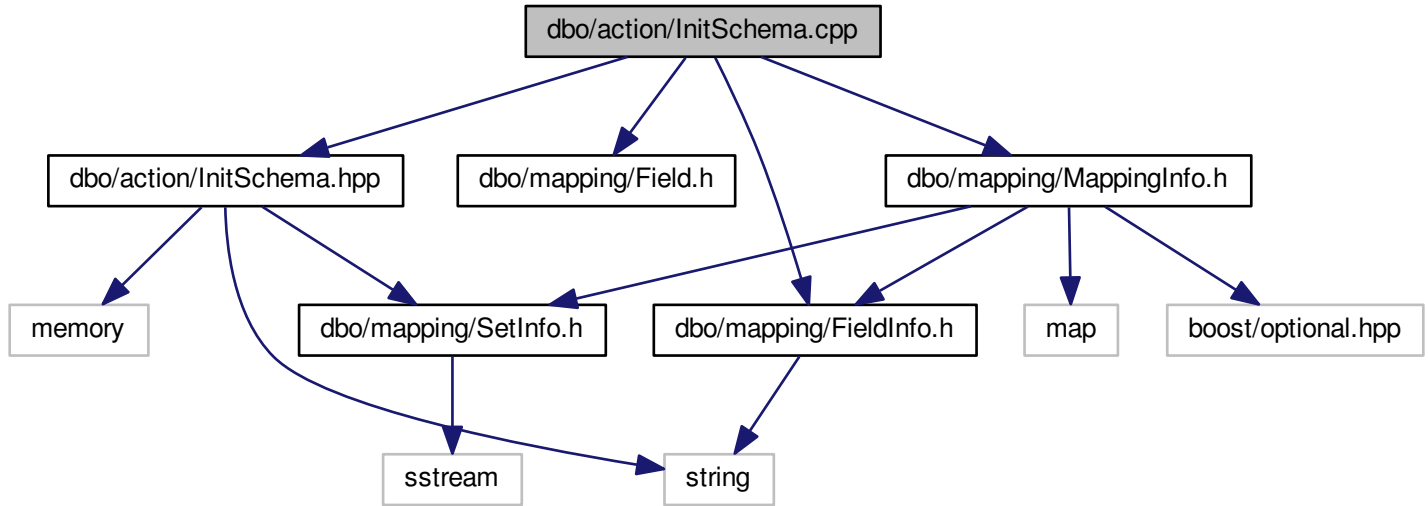 dbo/action/InitSchema.cpp
dbo/action/InitSchema.hpp
dbo/mapping/Field.h
dbo/mapping/MappingInfo.h
memory
dbo/mapping/SetInfo.h
dbo/mapping/FieldInfo.h
map
boost/optional.hpp
sstream
string